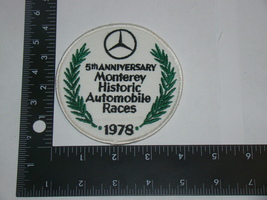 5th ANNIVERSARY
Monterey
Historic
Automobile
Races
• 1978 •